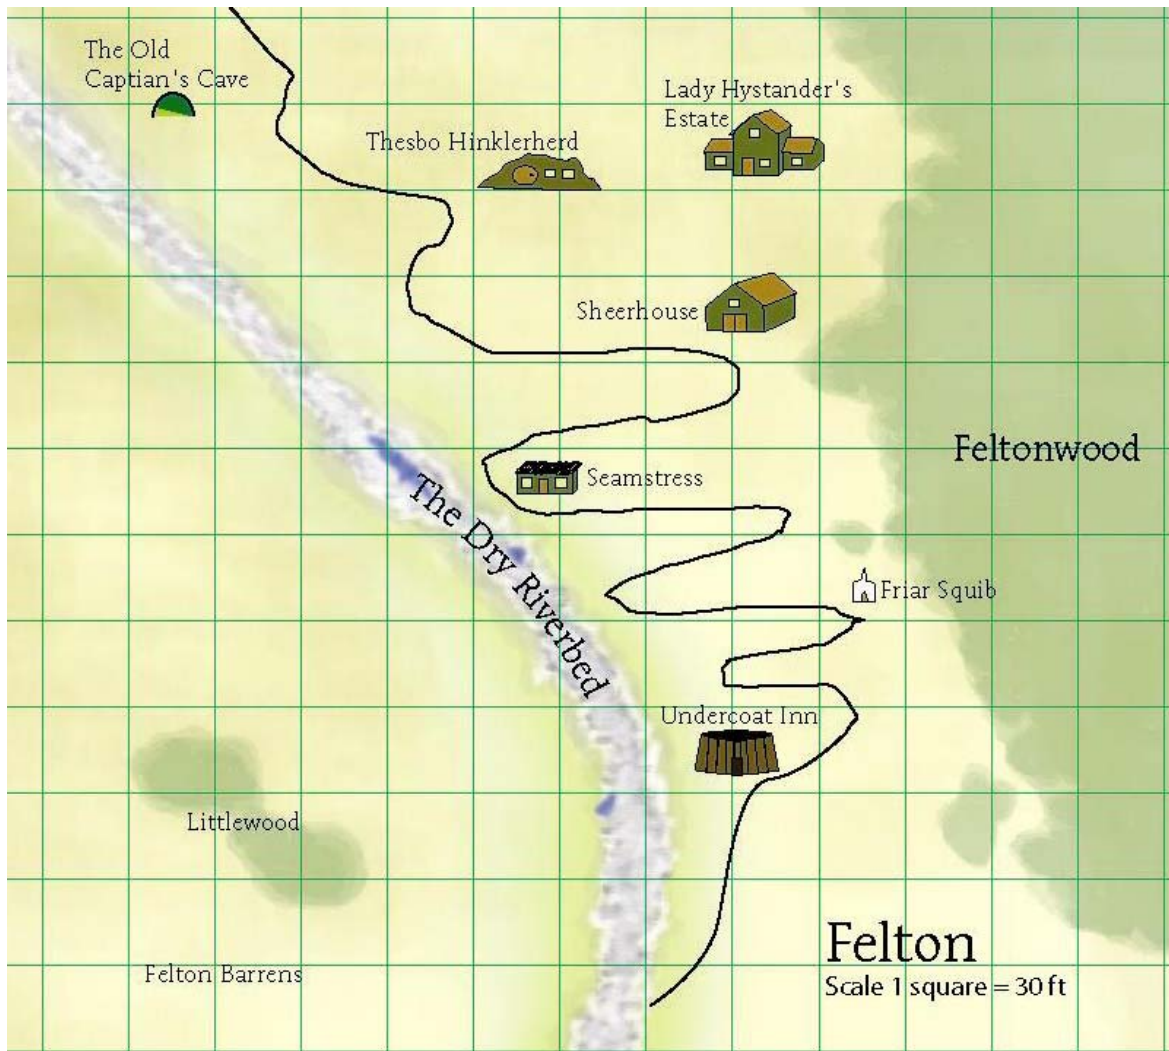 The Old
Captian's Cave
Lady Hystander's
Estate
Thesbo Hinklerherd
Sheerhouse
Feltonwood
Seamstress
The Dry Riverbed
Friar Squib
Undercoat Inn
Littlewood
Felton
Felton Barrens
Scale 1 square = 30 ft